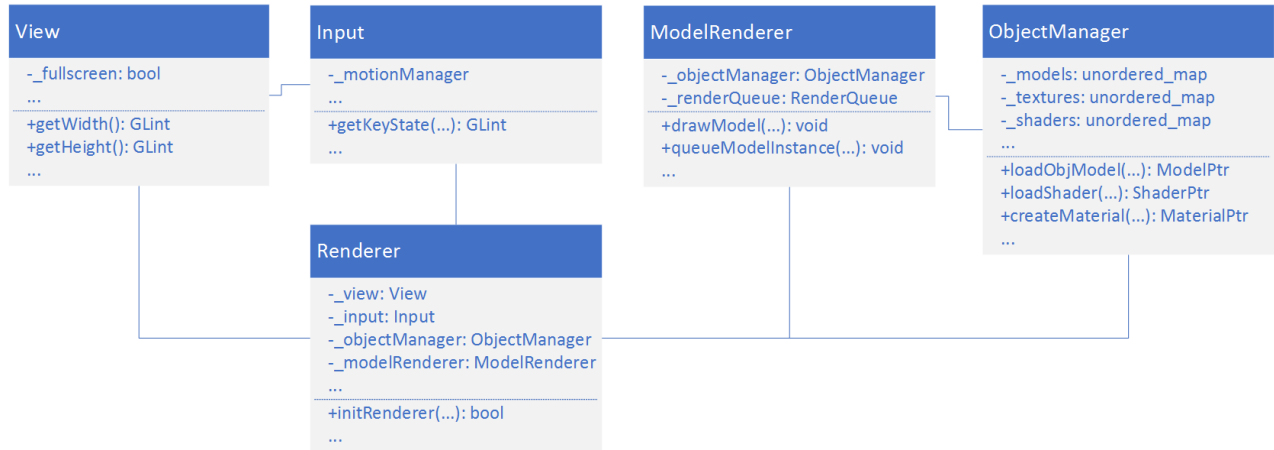 View
-_fullscreen: bool
...
+getWidth(): GLint
+getHeight(): GLint
...
Input
-_motionManager
...
+getKeyState(...): GLint
...
ModelRenderer
-_objectManager: ObjectManager
-_renderQueue: RenderQueue
+drawModel(...): void
+queueModelInstance(...): void
...
ObjectManager
-_models: unordered_map
-_textures: unordered_map
-_shaders: unordered_map
...
+loadObjModel(...): ModelPtr
+loadShader(...): ShaderPtr
+createMaterial(...): MaterialPtr
...
Renderer
-_view: View
-_input: Input
-_objectManager: ObjectManager
-_modelRenderer: ModelRenderer
...
+initRenderer(...): bool
...